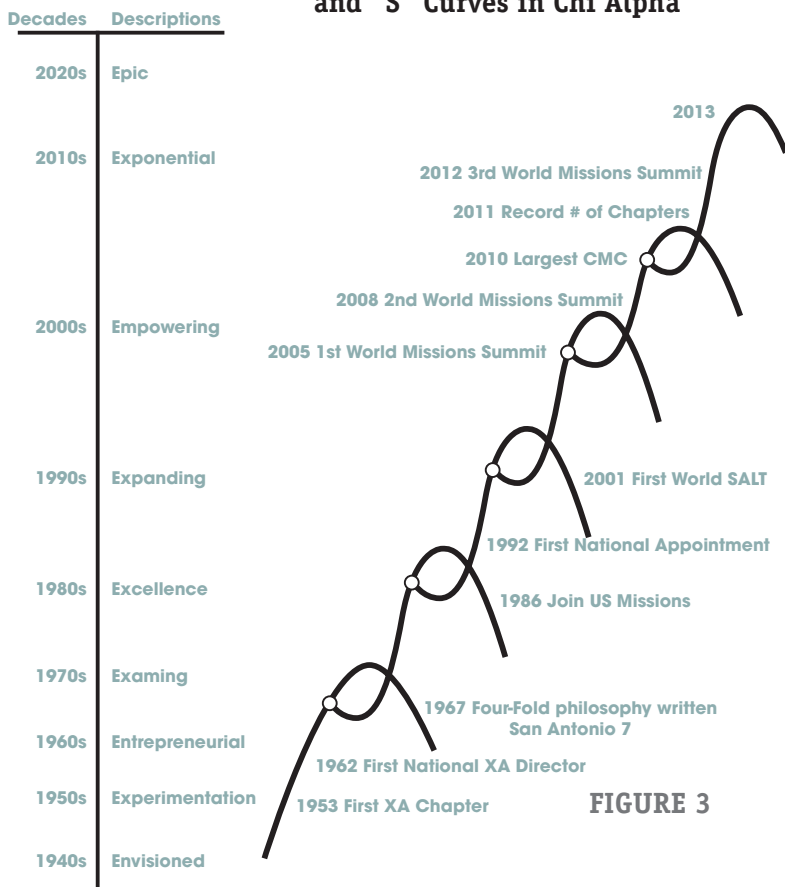 and "S" Curves in Chi Alpha
Decades Descriptions
2020s Epic
2013
2010s Exponential
2012 3rd World Missions Summit
2011 Record # of Chapters
2010 Largest CMC
2008 2nd World Missions Summit
2000s Empowering
2005 1st World Missions Summit
1990s Expanding
2001 First World SALT
1992 First National Appointment
1980s Excellence
1986 Join US Missions
1970s Examing
1967 Four-Fold philosophy written
San Antonio 7
1960s Entrepreneurial
1962 First National XA Director
1950s Experimentation
1953 First XA Chapter
FIGURE 3
1940s Envisioned